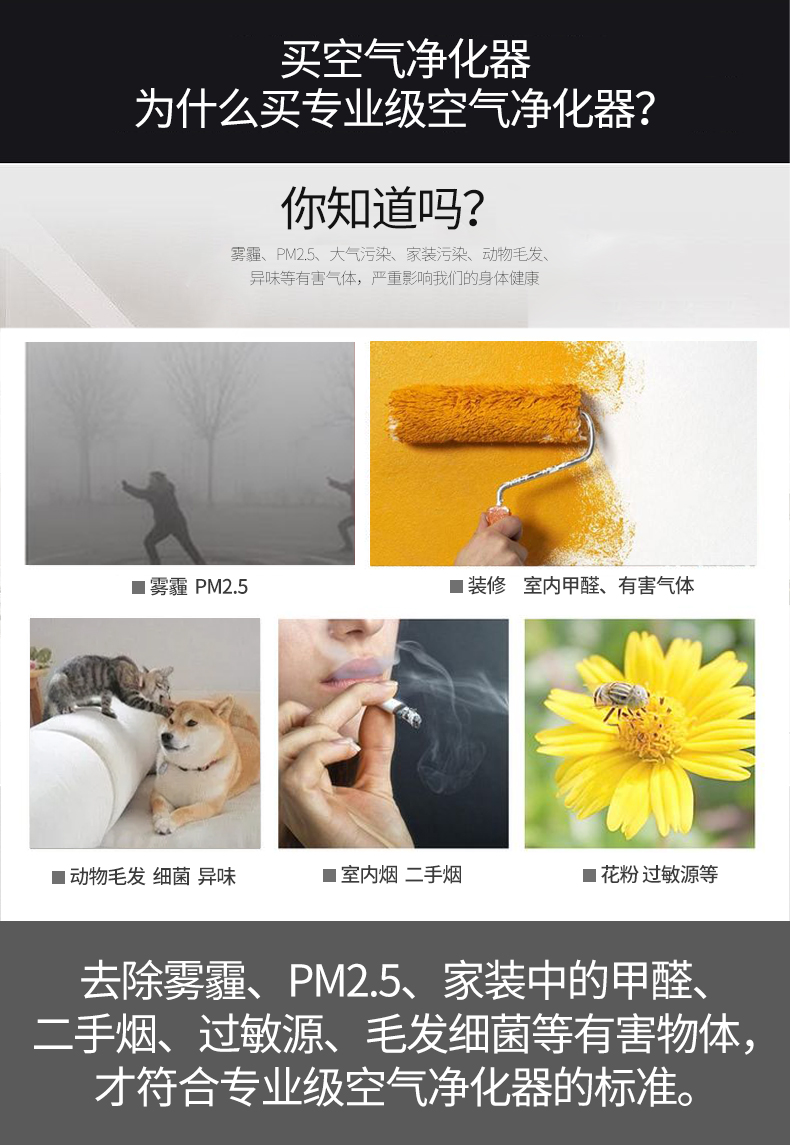 买空气净化器
为什么买专业级空气净化器？
你知道吗？
雾霾、PM2.5、大气污染、家装污染、动物毛发、
异味等有害气体，严重影响我们的身体健康
雾霾 PM2.5
装修 室内甲醛、有害气体
动物毛发 细菌 异味
室内烟 二手烟
花粉 过敏源等
去除雾霾、PM2.5、家装中的甲醛、
二手烟、过敏源、毛发细菌等有害物体，
才符合专业级空气净化器的标准。